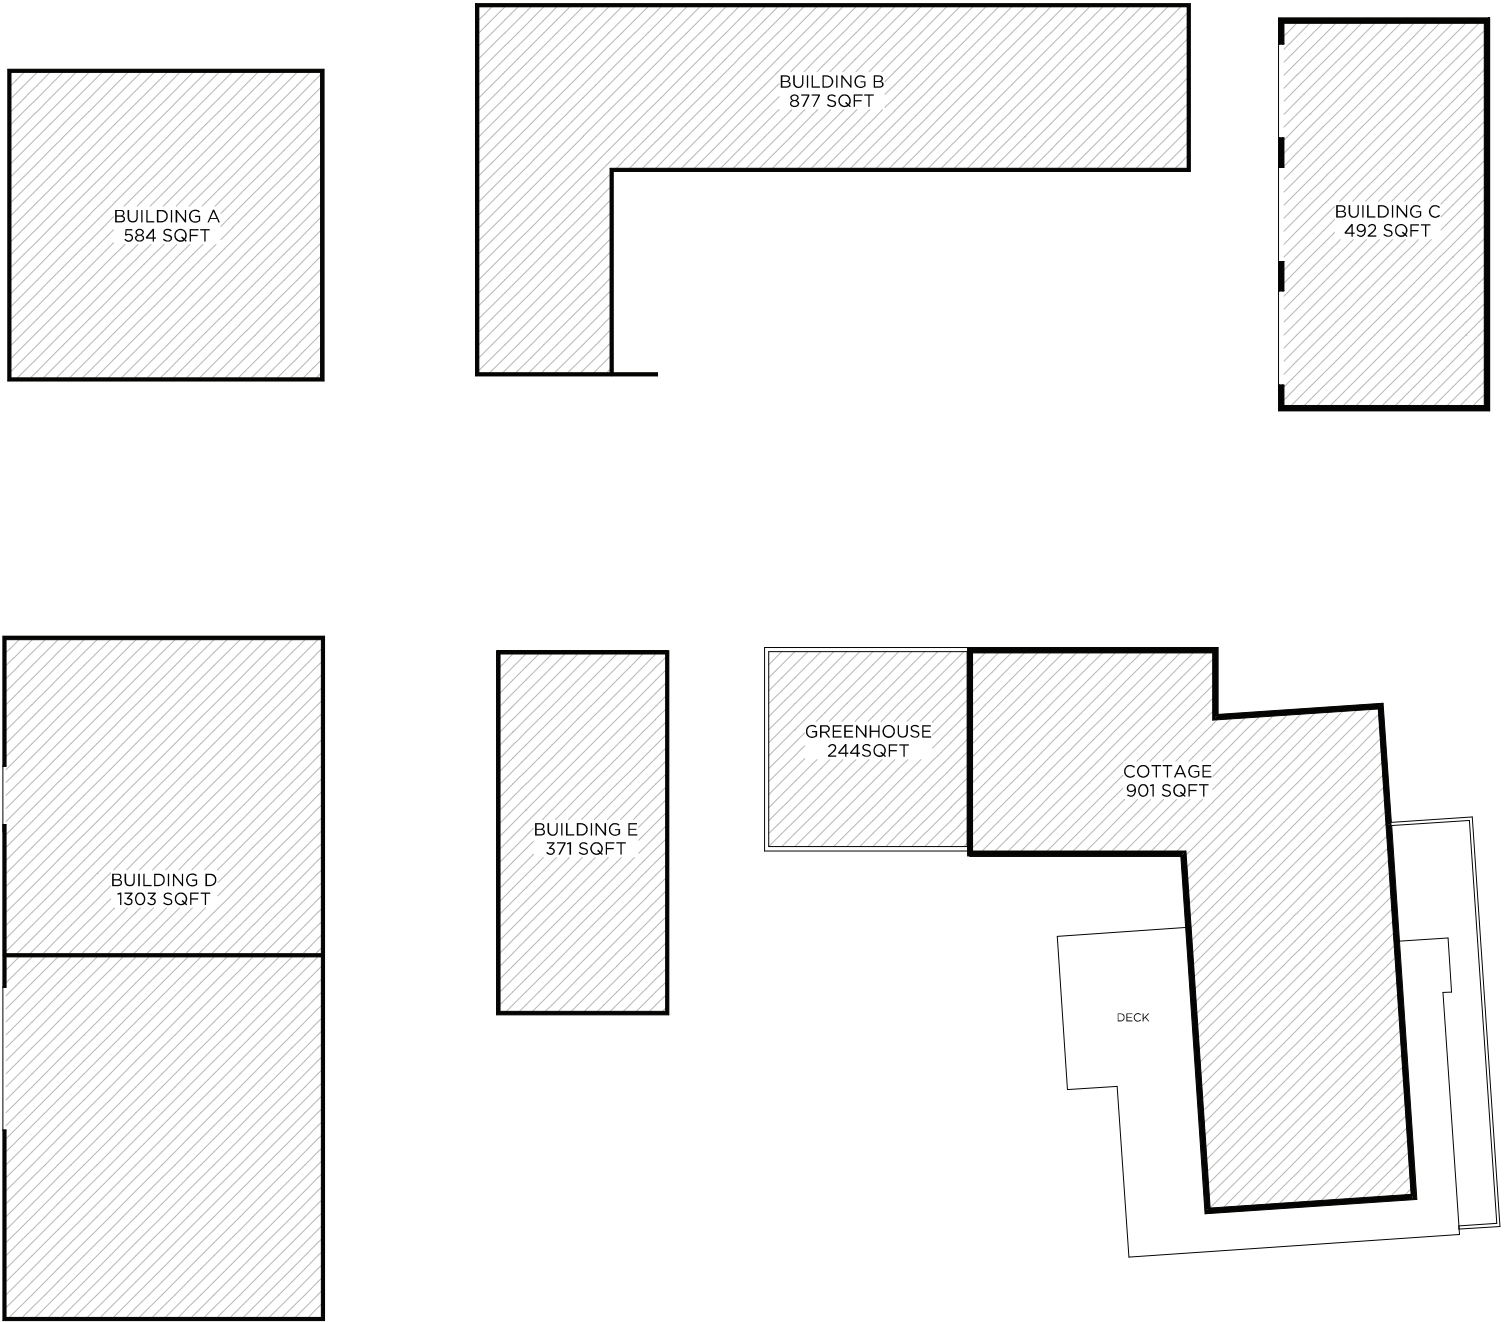 BUILDING A
584 SQFT
BUILDING B
877 SQFT
BUILDING C
492 SQFT
BUILDING D
1303 SQFT
BUILDING E
371 SQFT
GREENHOUSE
244SQFT
COTTAGE
901 SQFT
DECK